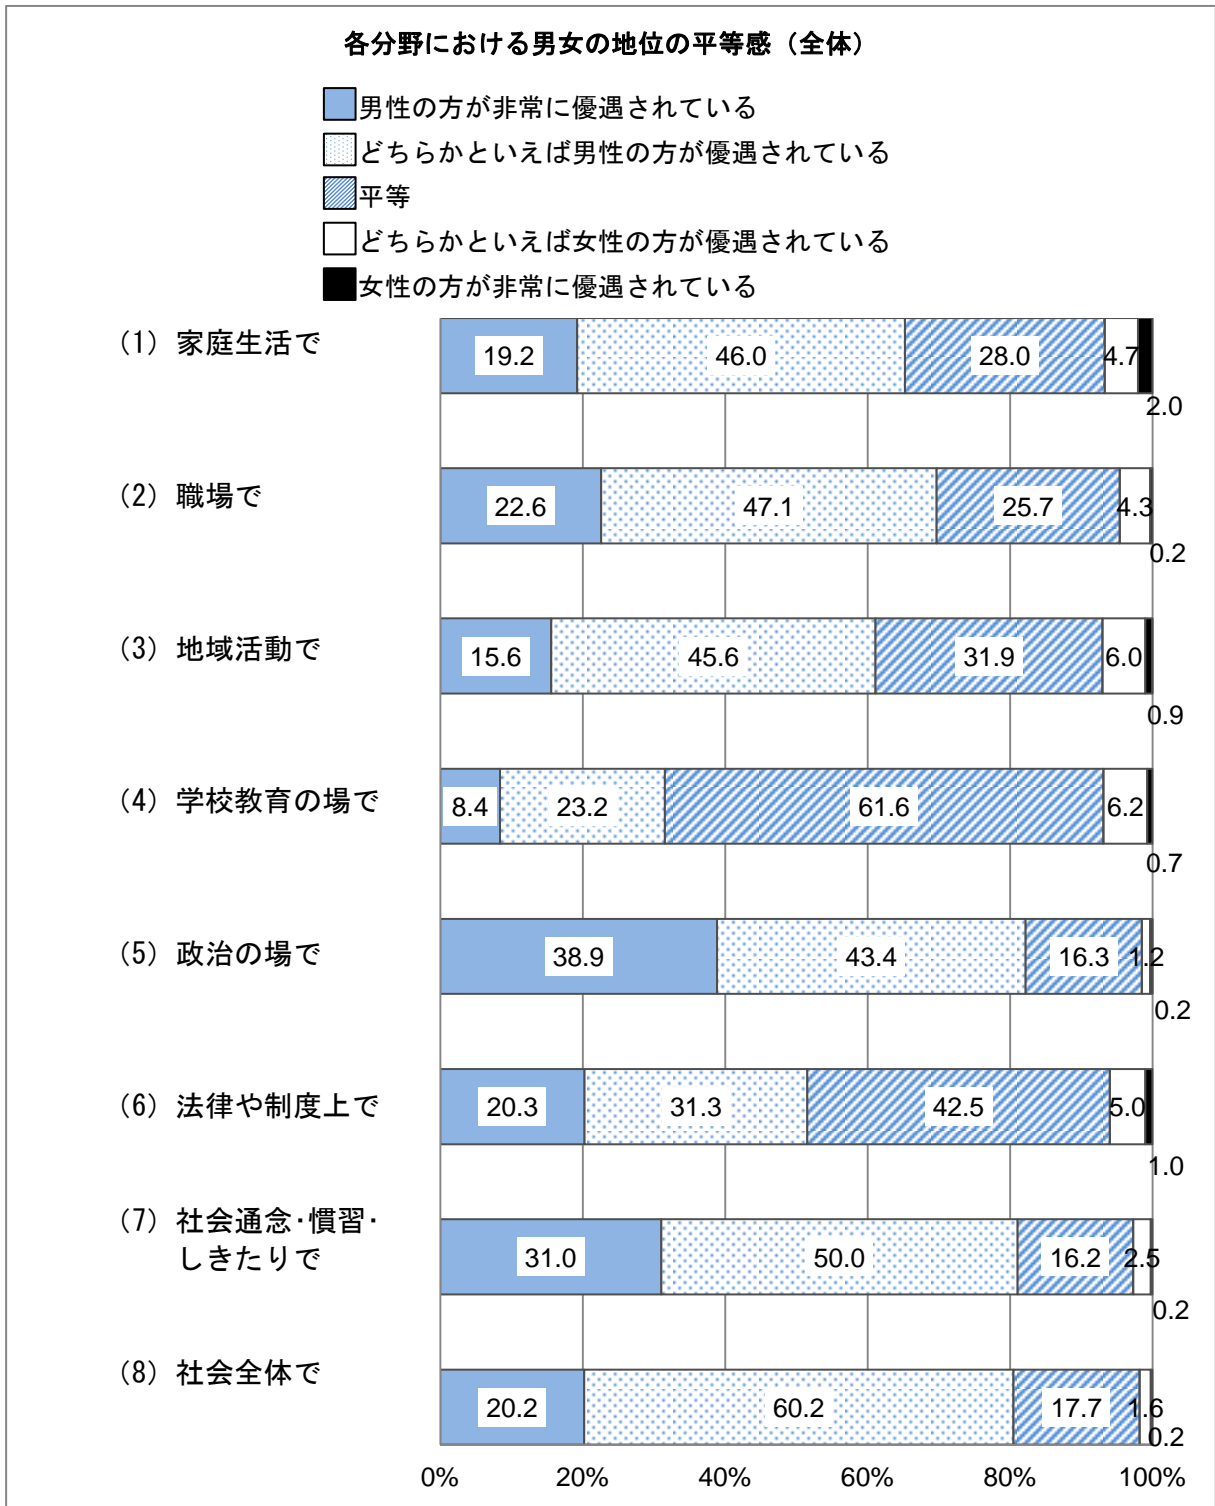 各分野における男女の地位の平等感（全体）
男性の方が非常に優遇されている
どちらかといえば男性の方が優遇されている
平等
どちらかといえば女性の方が優遇されている
女性の方が非常に優遇されている
（1）家庭生活で
19.2 46.0 28.0 4.7
2.0
（2）職場で
22.6 47.1 25.7 4.3
0.2
（3）地域活動で
15.6 45.6 31.9 6.0
0.9
（4）学校教育の場で
8.4 23.2 61.6 6.2
0.7
（5）政治の場で
38.9 43.4 16.3 1.2
0.2
（6）法律や制度上で
20.3 31.3 42.5 5.0
1.0
（7）社会通念･慣習･
しきたりで
31.0 50.0 16.2 2.5
0.2
（8）社会全体で
20.2 60.2 17.7 1.6
0.2
0% 20% 40% 60% 80% 100%